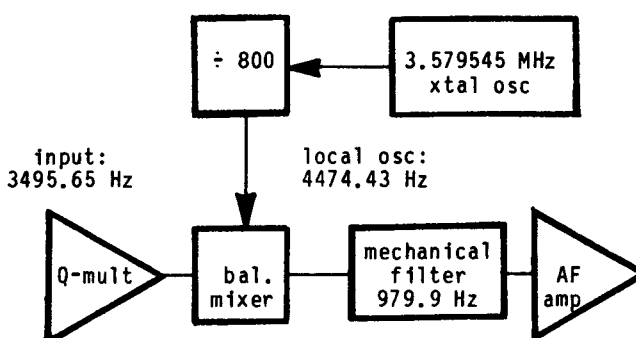 ÷ 800
3.579545 MHz
xtal osc
input:
3495.65 Hz
local osc:
4474.43 Hz
Q-mult
bal.
mixer
mechanical
filter
979.9 Hz
AF
amp